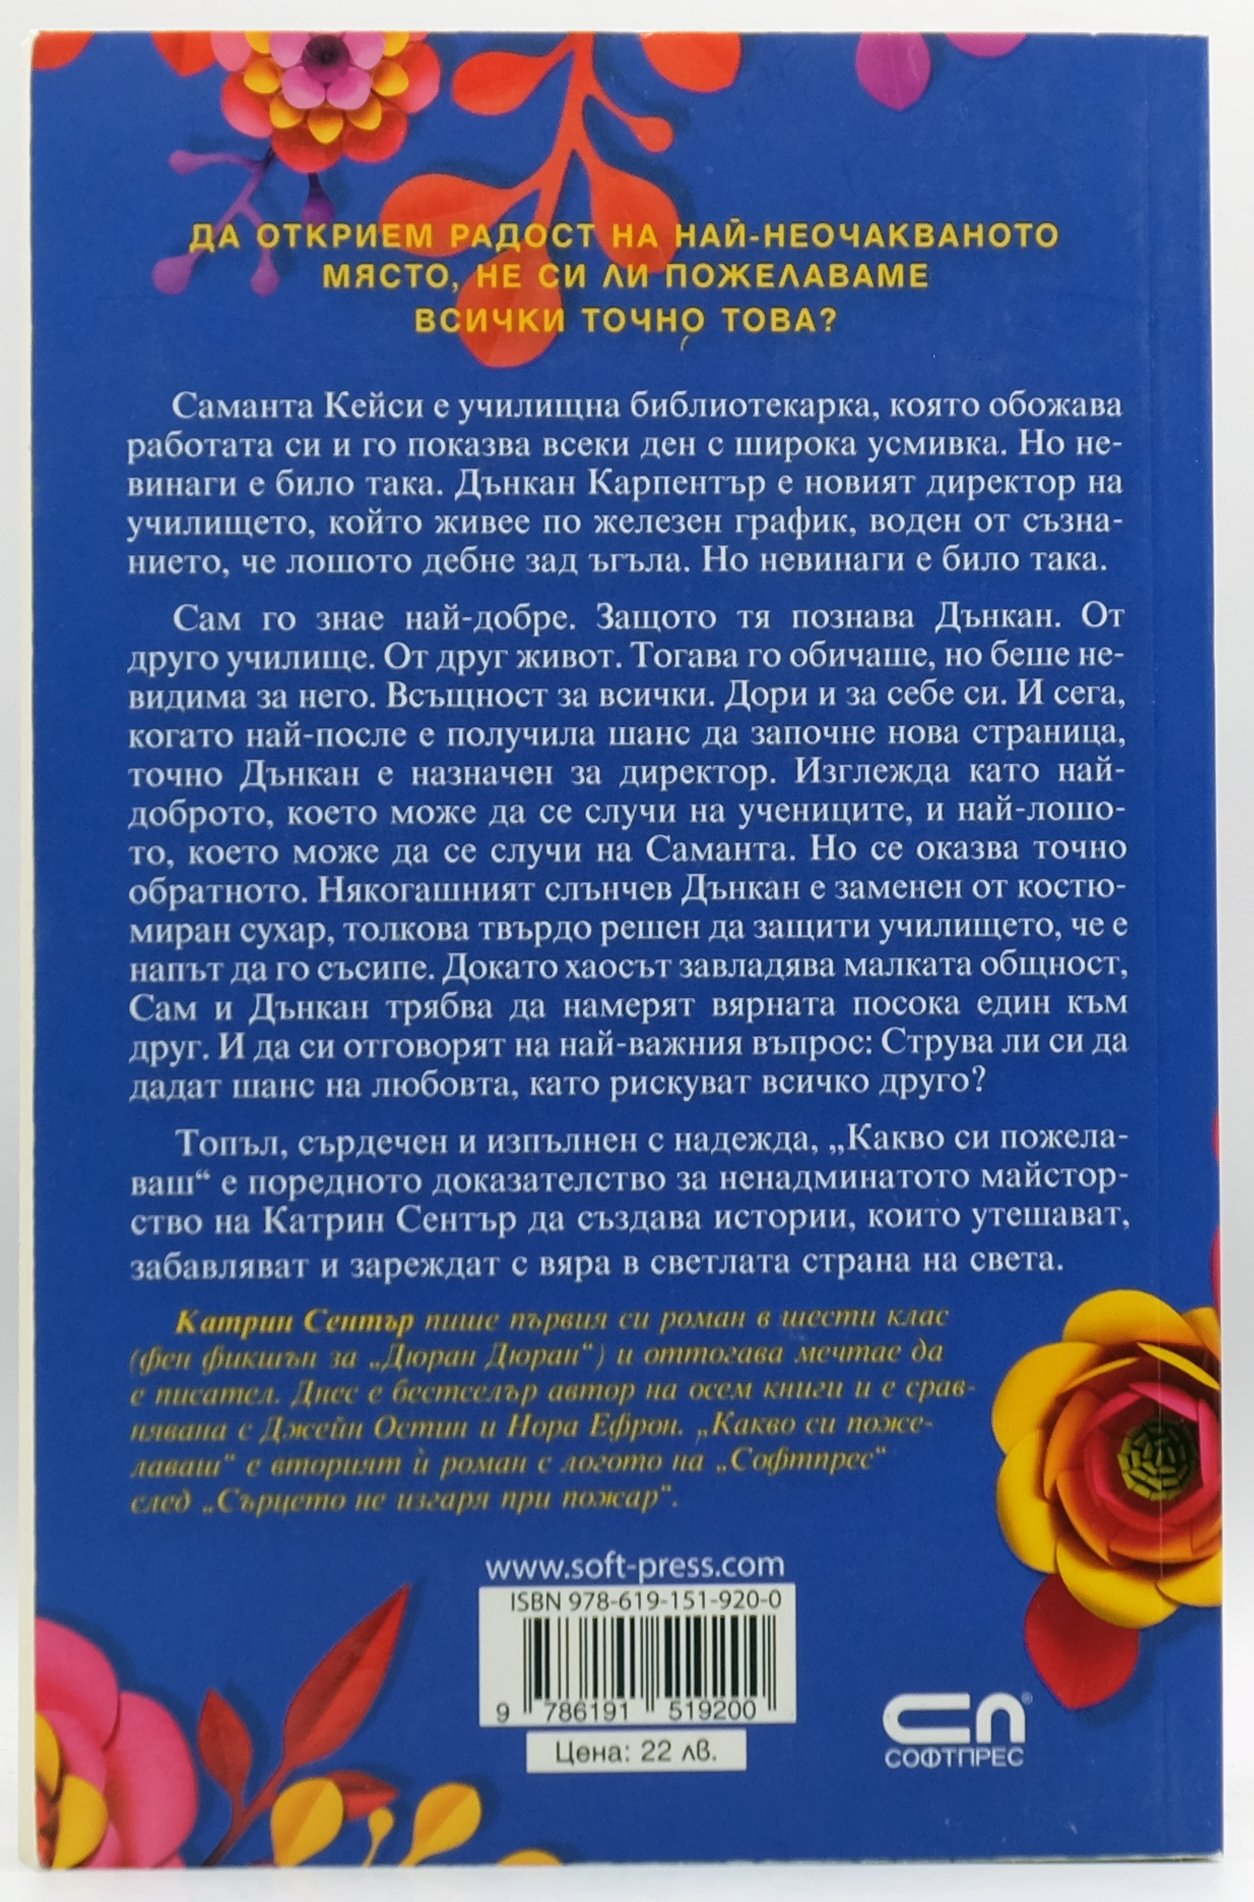 ДА ОТКРИЕМ РАДОСТ НА НАЙ-НЕОЧАКВАНОТО
МЯСТО, НЕ СИ ЛИ ПОЖЕЛАВАМЕ
ВСИЧКИ ТОЧНО ТОВА?
Саманта Кейси е училищна библиотекарка, която обожава
работата си и го показва всеки ден с широка усмивка. Но не-
винаги е било така. Дънкан Карпентър е новият директор на
училището, който живее по железен график, воден от съзна-
нието, че лошото дебне зад ъгъла. Но невинаги е било така.
Сам го знае най-добре. Защото тя познава Дънкан. От
друго училище. От друг живот. Тогава го обичаше, но беше не-
видима за него. Всъщност за всички. Дори и за себе си. И сега,
когато най-после е получила шанс да започне нова страница,
точно Дънкан е назначен за директор. Изглежда като най-
доброто, което може да се случи на учениците, и най-лошо-
то, което може да се случи на Саманта. Но се оказва точно
обратното. Някогашният слънчев Дънкан е заменен от костю-
миран сухар, толкова твърдо решен да защити училището, че е
напът да го съсипе. Докато хаосът завладява малката общност,
Сам и Дънкан трябва да намерят вярната посока един към
друг. И да си отговорят на най-важния въпрос: Струва ли си да
дадат шанс на любовта, като рискуват всичко друго?
Топъл, сърдечен и изпълнен с надежда, „Какво си пожела-
ваш“ е поредното доказателство за ненадминатото майстор-
ство на Катрин Сентър да създава истории, които утешават,
забавляват и зареждат с вяра в светлата страна на света.
Катрин Сентър пише първия си роман в шести клас
(фен фикшън за „Дюран Дюран“) и оттогава мечтае да
е писател. Днес е бестселър автор на осем книги и е срав-
нявана с Джейн Остин и Нора Ефрон. „Какво си поже-
лаваш“ е вторият ѝ роман с логото на „Софтпрес“
след „Сърцето не изгаря при пожар“.
www.soft-press.com
ISBN 978-619-151-920-0
9 786191 519200
Цена: 22 лв.
СП®
СОФТПРЕС